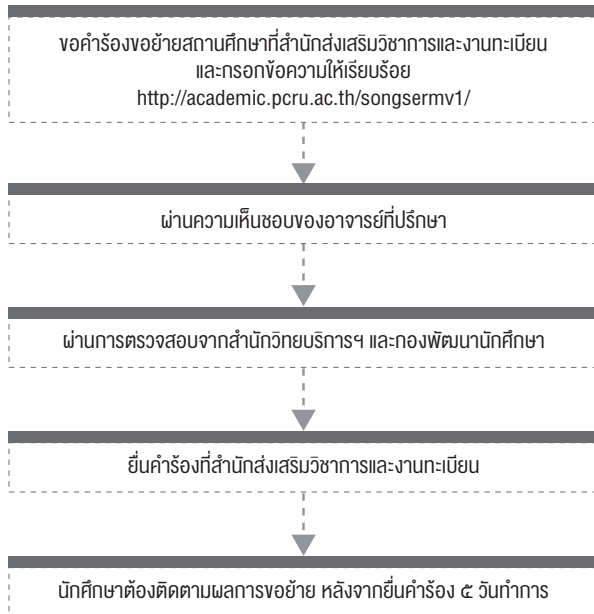 ขอคำร้องขอย้ายสถานศึกษาที่สำนักส่งเสริมวิชาการและงานทะเบียน
และกรอกข้อความให้เรียบร้อย
http://academic.pcru.ac.th/songsermv1/
ผ่านความเห็นชอบของอาจารย์ที่ปรึกษา
ผ่านการตรวจสอบจากสำนักวิทยบริการฯ และกองพัฒนานักศึกษา
ยื่นคำร้องที่สำนักส่งเสริมวิชาการและงานทะเบียน
นักศึกษาต้องติดตามผลการขอย้าย หลังจากยื่นคำร้อง ๕ วันทำการ